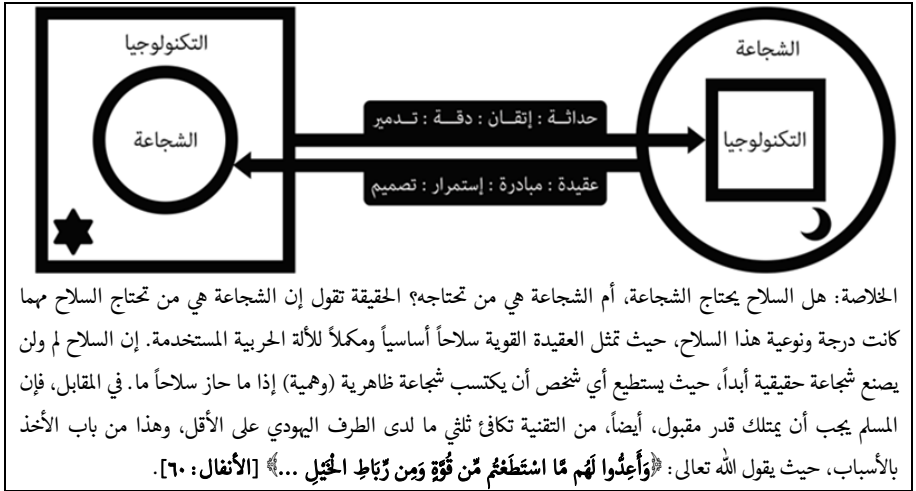 التكنولوجيا
الشجاعة
الشجاعة
التكنولوجيا
حداثــة : إتقــان : دقــة : تــدمير
عقيدة : مبادرة : إستمرار : تصميم
الخلاصة: هل السلاح يحتاج الشجاعة، أم الشجاعة هي من تحتاجه؟ الحقيقة تقول إن الشجاعة هي من تحتاج السلاح مهما
كانت درجة ونوعية هذا السلاح، حيث تمثل العقيدة القوية سلاحاً أساسياً ومكملاً للألة الحربية المستخدمة. إن السلاح لم ولن
يصنع شجاعة حقيقية أبداً، حيث يستطيع أي شخص أن يكتسب شجاعة ظاهرية (وهمية) إذا ما حاز سلاحاً ما. في المقابل، فإن
المسلم يجب أن يمتلك قدر مقبول، أيضاً، من التقنية تكافئ ثلثي ما لدى الطرف اليهودي على الأقل، وهذا من باب الأخذ
بالأسباب، حيث يقول الله تعالى: ﴿وَأَعِدُّوا لَهُم مَّا اسْتَطَعْتُم مِّن قُوَّةٍ وَمِن رِّبَاطِ الْخَيْلِ ...﴾ [الأنفال: ٦٠].